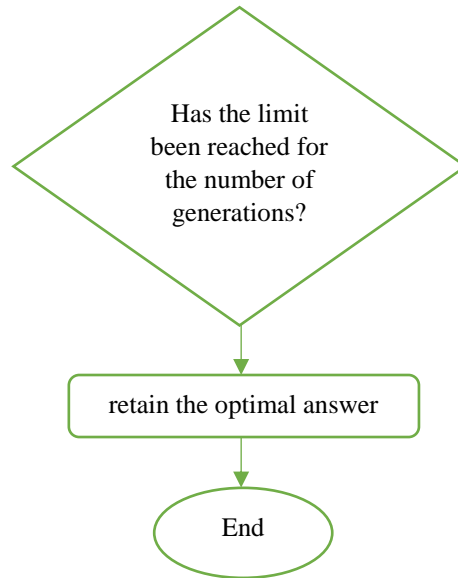 Has the limit
been reached for
the number of
generations?
retain the optimal answer
End